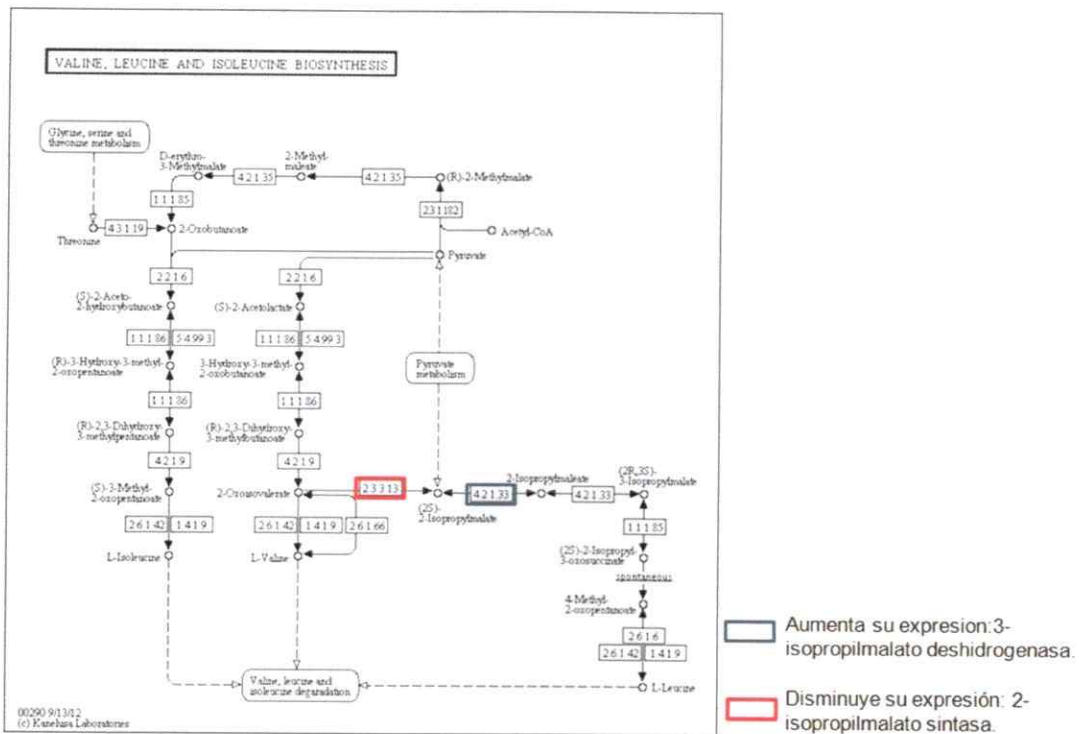 VALINE, LEUCINE AND ISOLEUCINE BIOSYNTHESIS
Glycine, serine and
threonine metabolism
D-erythro-
3-Methylmalate
2-Methyl-
maleate
4.2.1.35
4.2.1.35
(R)-2-Methylmalate
1.1.1.85
2.3.1.182
4.3.1.19
2-Oxobutanoate
Acetyl-CoA
Threonine
Pyruvate
2.2.1.6
2.2.1.6
(S)-2-Aceto-
2-hydroxybutanoate
(S)-2-Acetolactate
1.1.1.86
5.4.99.3
1.1.1.86
5.4.99.3
(R)-3-Hydroxy-3-methyl-
2-oxopentanoate
3-Hydroxy-3-methyl-
2-oxobutanoate
Pyruvate
metabolism
1.1.1.86
1.1.1.86
(R)-2,3-Dihydroxy-
3-methylpentanoate
(R)-2,3-Dihydroxy-
3-methylbutanoate
4.2.1.9
4.2.1.9
(S)-3-Methyl-
2-oxopentanoate
2-Oxoisovalerate
2.3.3.13
(2S)-
2-Isopropylmalate
4.2.1.33
2-Isopropylmaleate
4.2.1.33
(2R,3S)-
3-Isopropylmalate
2.6.1.42
1.4.1.9
2.6.1.42
1.4.1.9
2.6.1.66
1.1.1.85
L-Isoleucine
L-Valine
(2S)-2-Isopropyl-
3-oxosuccinate
spontaneous
4-Methyl-
2-oxopentanoate
2.6.1.6
2.6.1.42
1.4.1.9
Valine, leucine and
isoleucine degradation
L-Leucine
00290 9/13/12
(c) Kanehisa Laboratories
Aumenta su expresion:3-
isopropilmalato deshidrogenasa.
Disminuye su expresión: 2-
isopropilmalato sintasa.